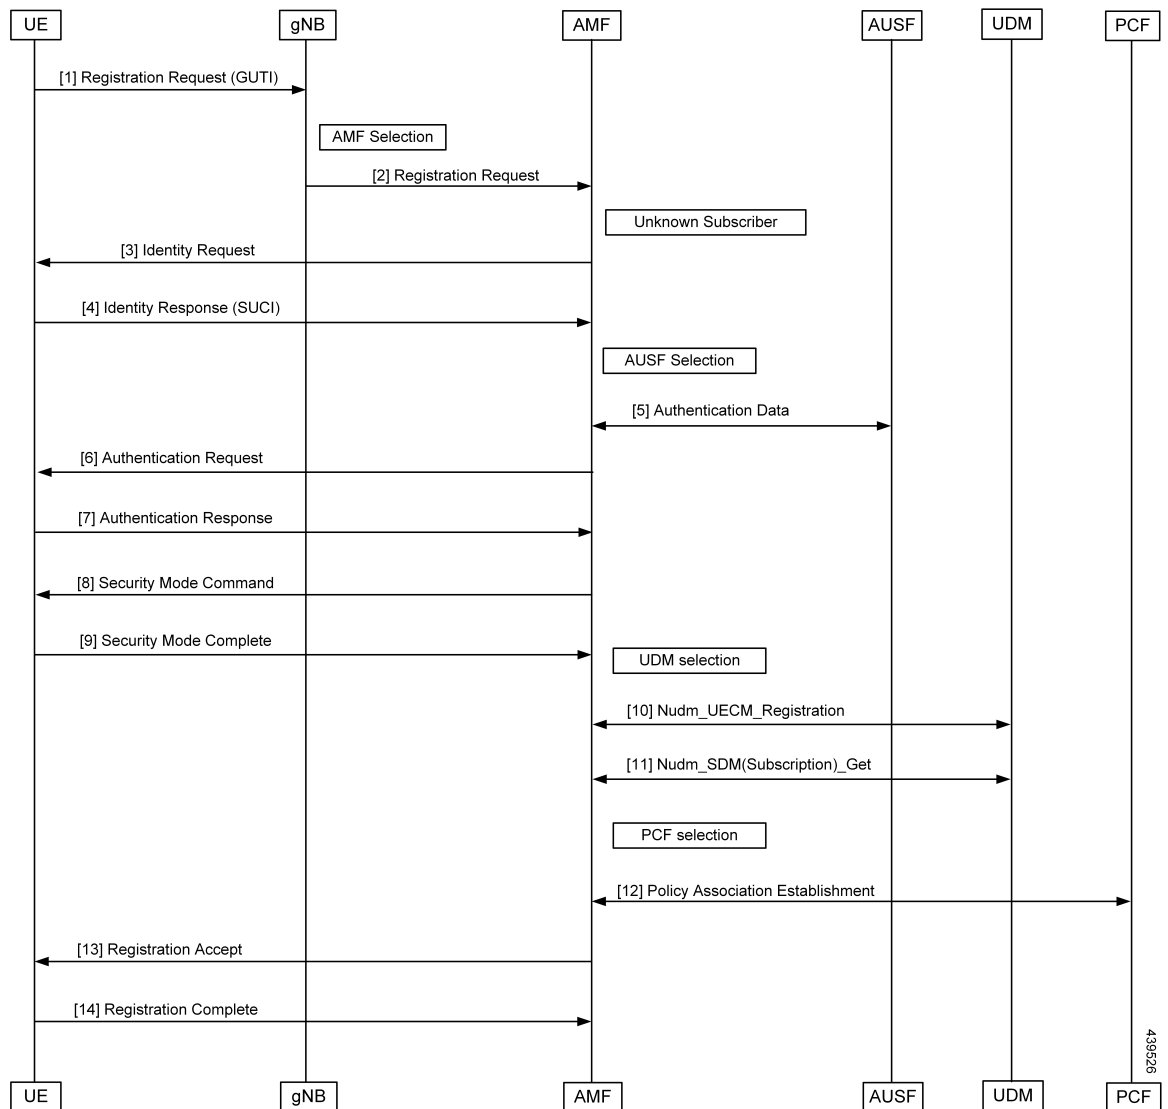 UE
gNB
AMF
AUSF
UDM
PCF
[1] Registration Request (GUTI)
AMF Selection
[2] Registration Request
Unknown Subscriber
[3] Identity Request
[4] Identity Response (SUCI)
AUSF Selection
[5] Authentication Data
[6] Authentication Request
[7] Authentication Response
[8] Security Mode Command
[9] Security Mode Complete
UDM selection
[10] Nudm_UECM_Registration
[11] Nudm_SDM(Subscription)_Get
PCF selection
[12] Policy Association Establishment
[13] Registration Accept
[14] Registration Complete
439526
UE
gNB
AMF
AUSF
UDM
PCF